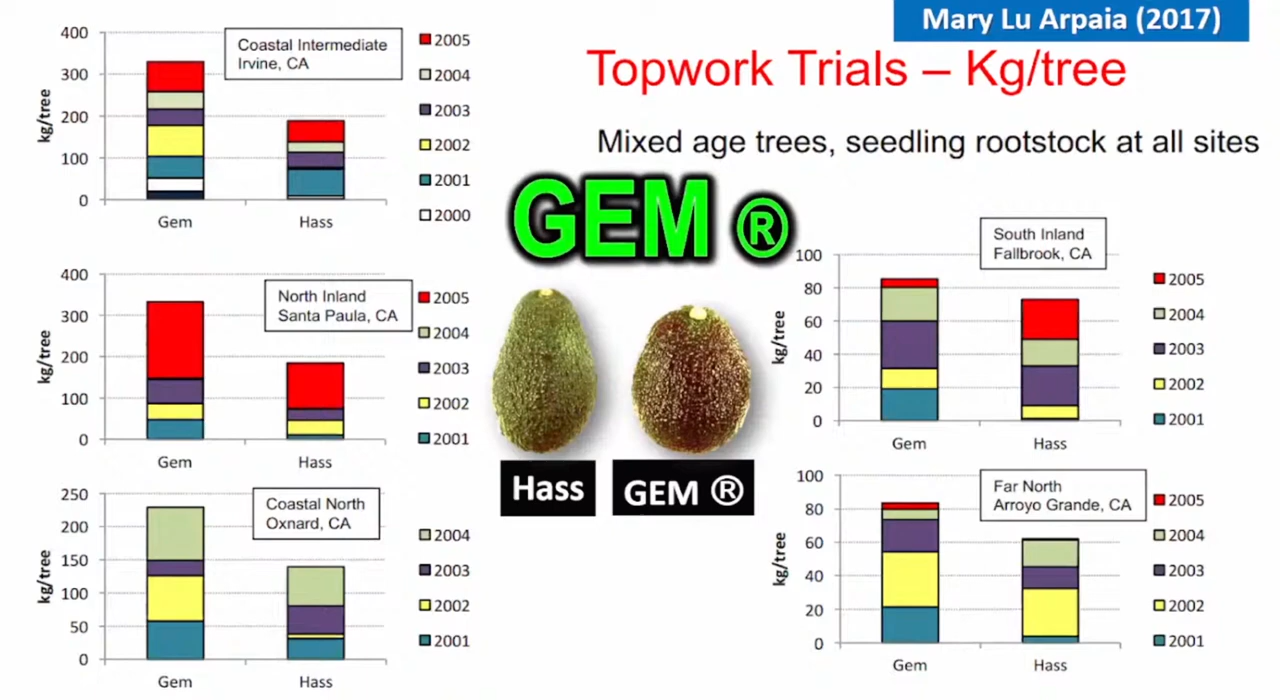 Mary Lu Arpaia (2017)
Topwork Trials – Kg/tree
Mixed age trees, seedling rootstock at all sites
400
300
200
100
0
kg/tree
Coastal Intermediate
Irvine, CA
2005
2004
2003
2002
2001
2000
Gem
Hass
400
300
200
100
0
kg/tree
North Inland
Santa Paula, CA
2005
2004
2003
2002
2001
Gem
Hass
250
200
150
100
50
0
kg/tree
Coastal North
Oxnard, CA
2004
2003
2002
2001
Gem
Hass
GEM ®
Hass
GEM ®
100
80
60
40
20
0
kg/tree
South Inland
Fallbrook, CA
2005
2004
2003
2002
2001
Gem
Hass
100
80
60
40
20
0
kg/tree
Far North
Arroyo Grande, CA
2005
2004
2003
2002
2001
Gem
Hass